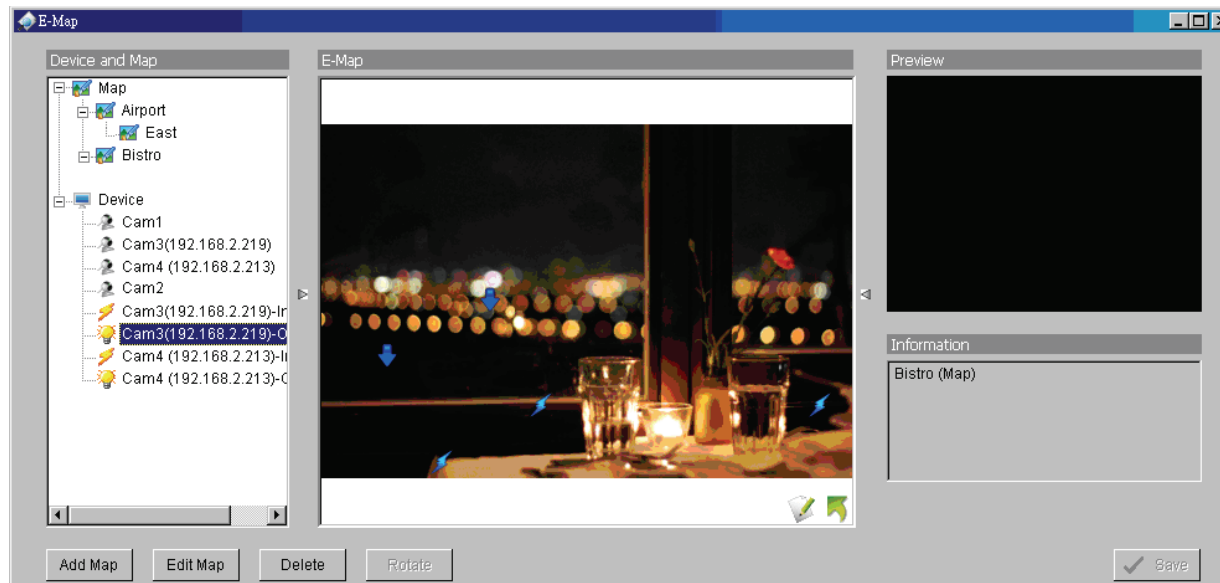 E-Map
Device and Map
Map
Airport
East
Bistro
Device
Cam1
Cam3(192.168.2.219)
Cam4 (192.168.2.213)
Cam2
Cam3(192.168.2.219)-Ir
Cam3(192.168.2.219)-O
Cam4 (192.168.2.213)-Ii
Cam4 (192.168.2.213)-C
E-Map
Preview
Information
Bistro (Map)
Add Map
Edit Map
Delete
Rotate
Save